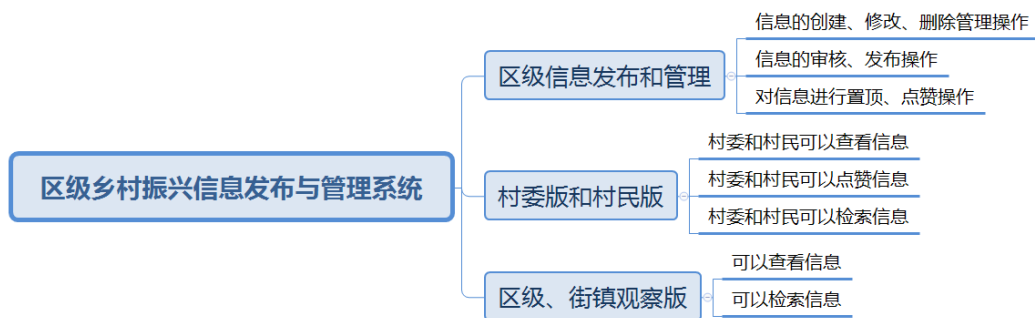 区级乡村振兴信息发布与管理系统
区级信息发布和管理
信息的创建、修改、删除管理操作
信息的审核、发布操作
对信息进行置顶、点赞操作
村委版和村民版
村委和村民可以查看信息
村委和村民可以点赞信息
村委和村民可以检索信息
区级、街镇观察版
可以查看信息
可以检索信息